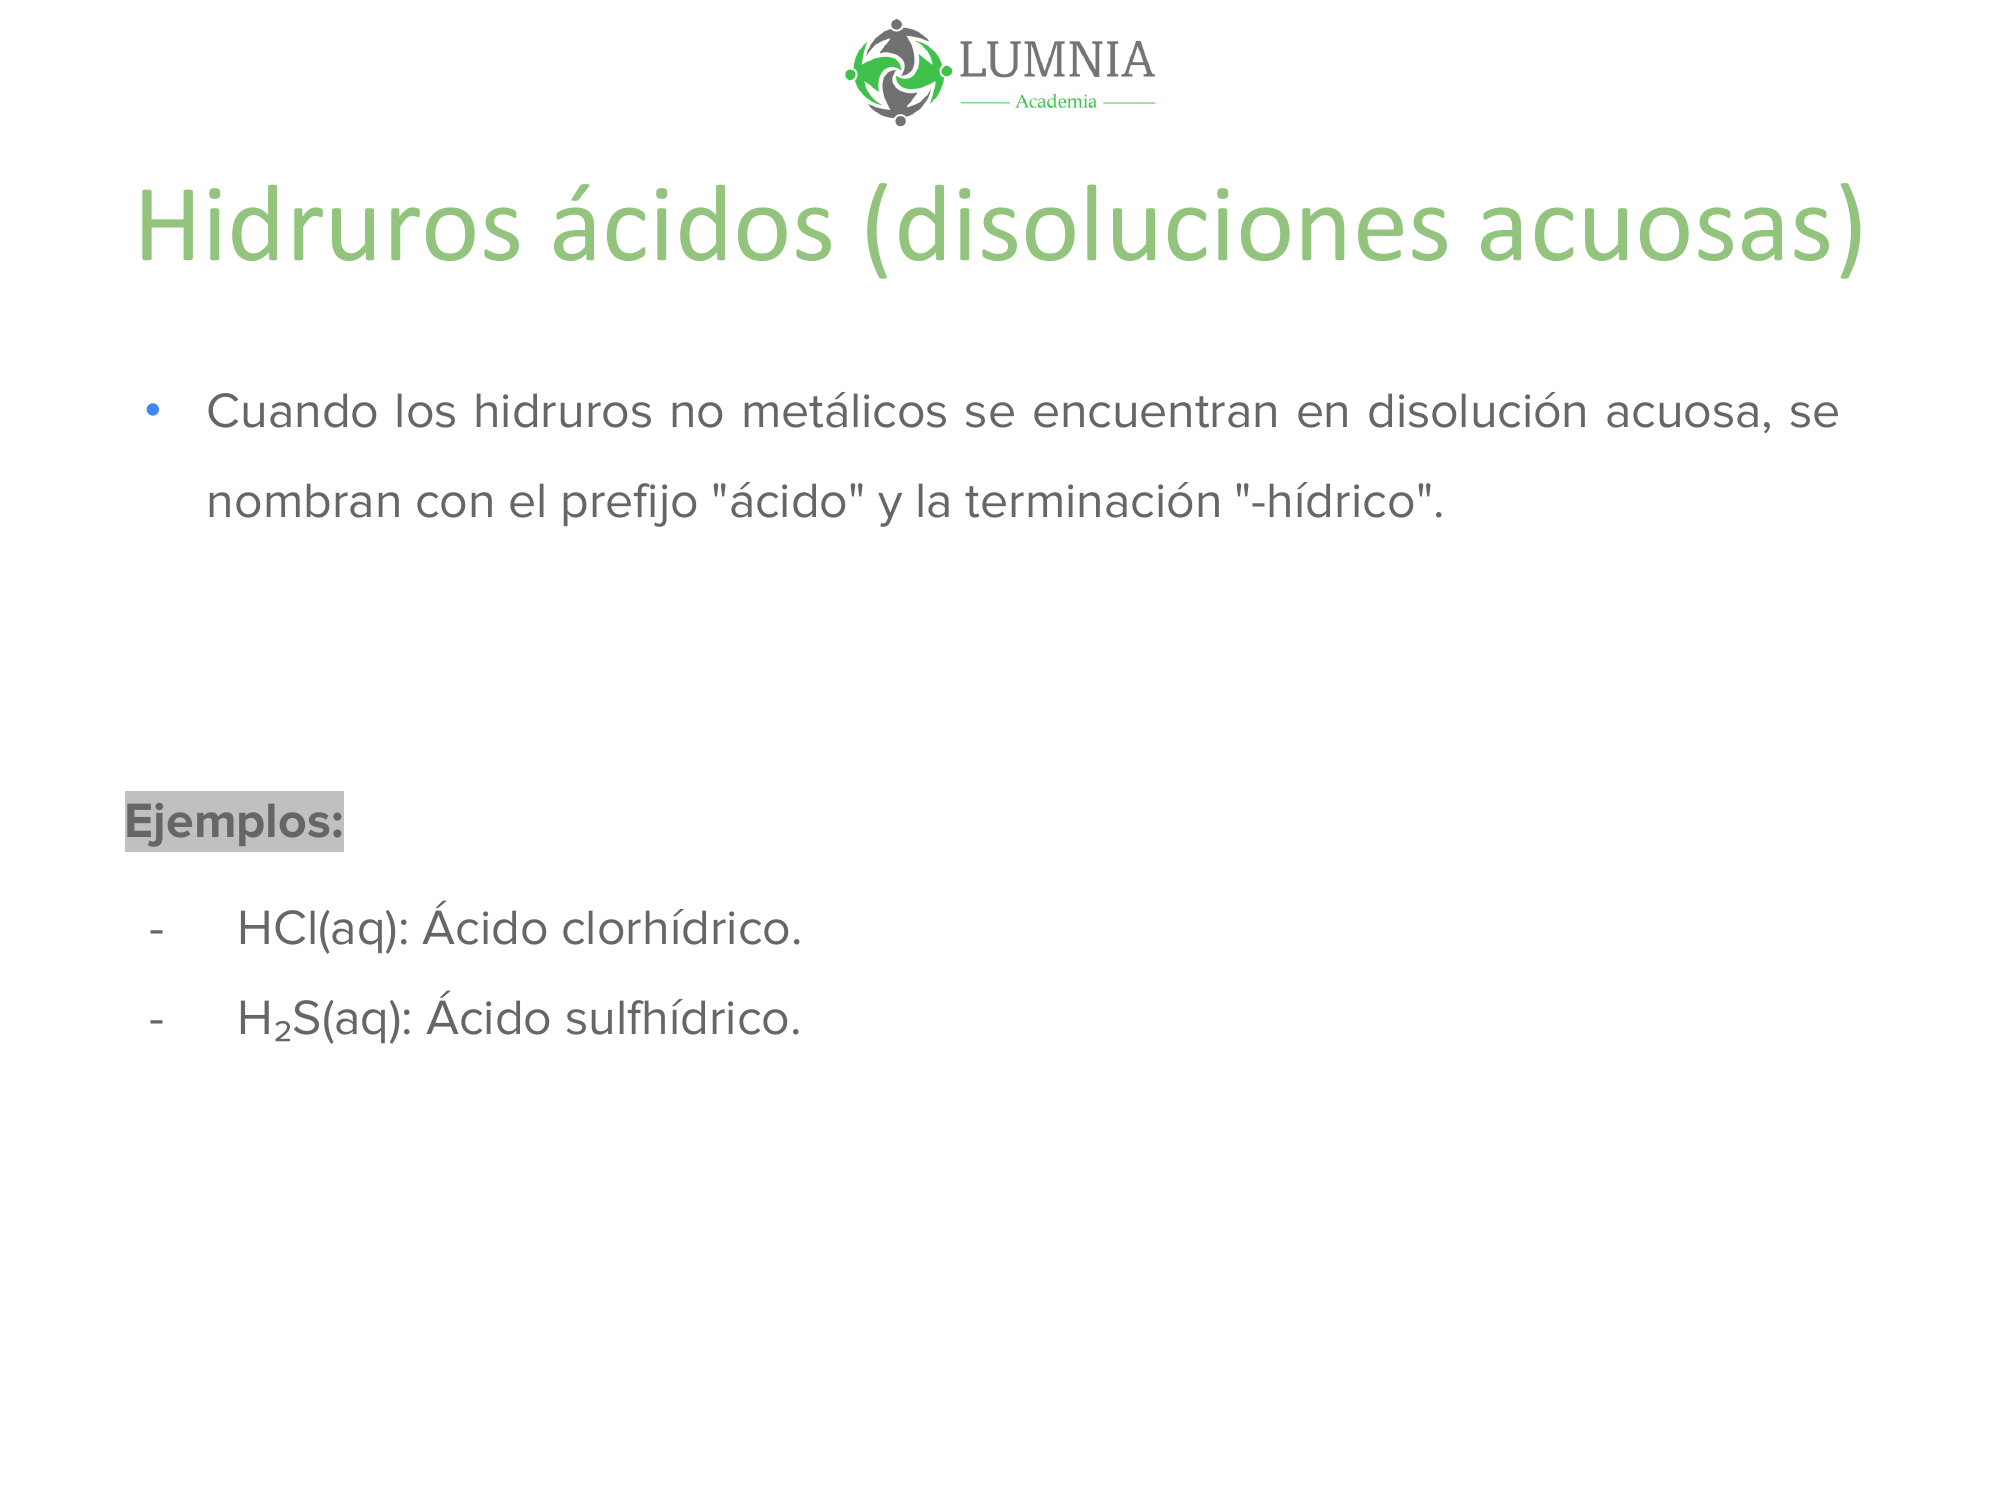 LUMNIA
Academia
Hidruros ácidos (disoluciones acuosas)
• Cuando los hidruros no metálicos se encuentran en disolución acuosa, se
nombran con el prefijo "ácido" y la terminación "-hídrico".
Ejemplos:
- HCl(aq): Ácido clorhídrico.
- H₂S(aq): Ácido sulfhídrico.